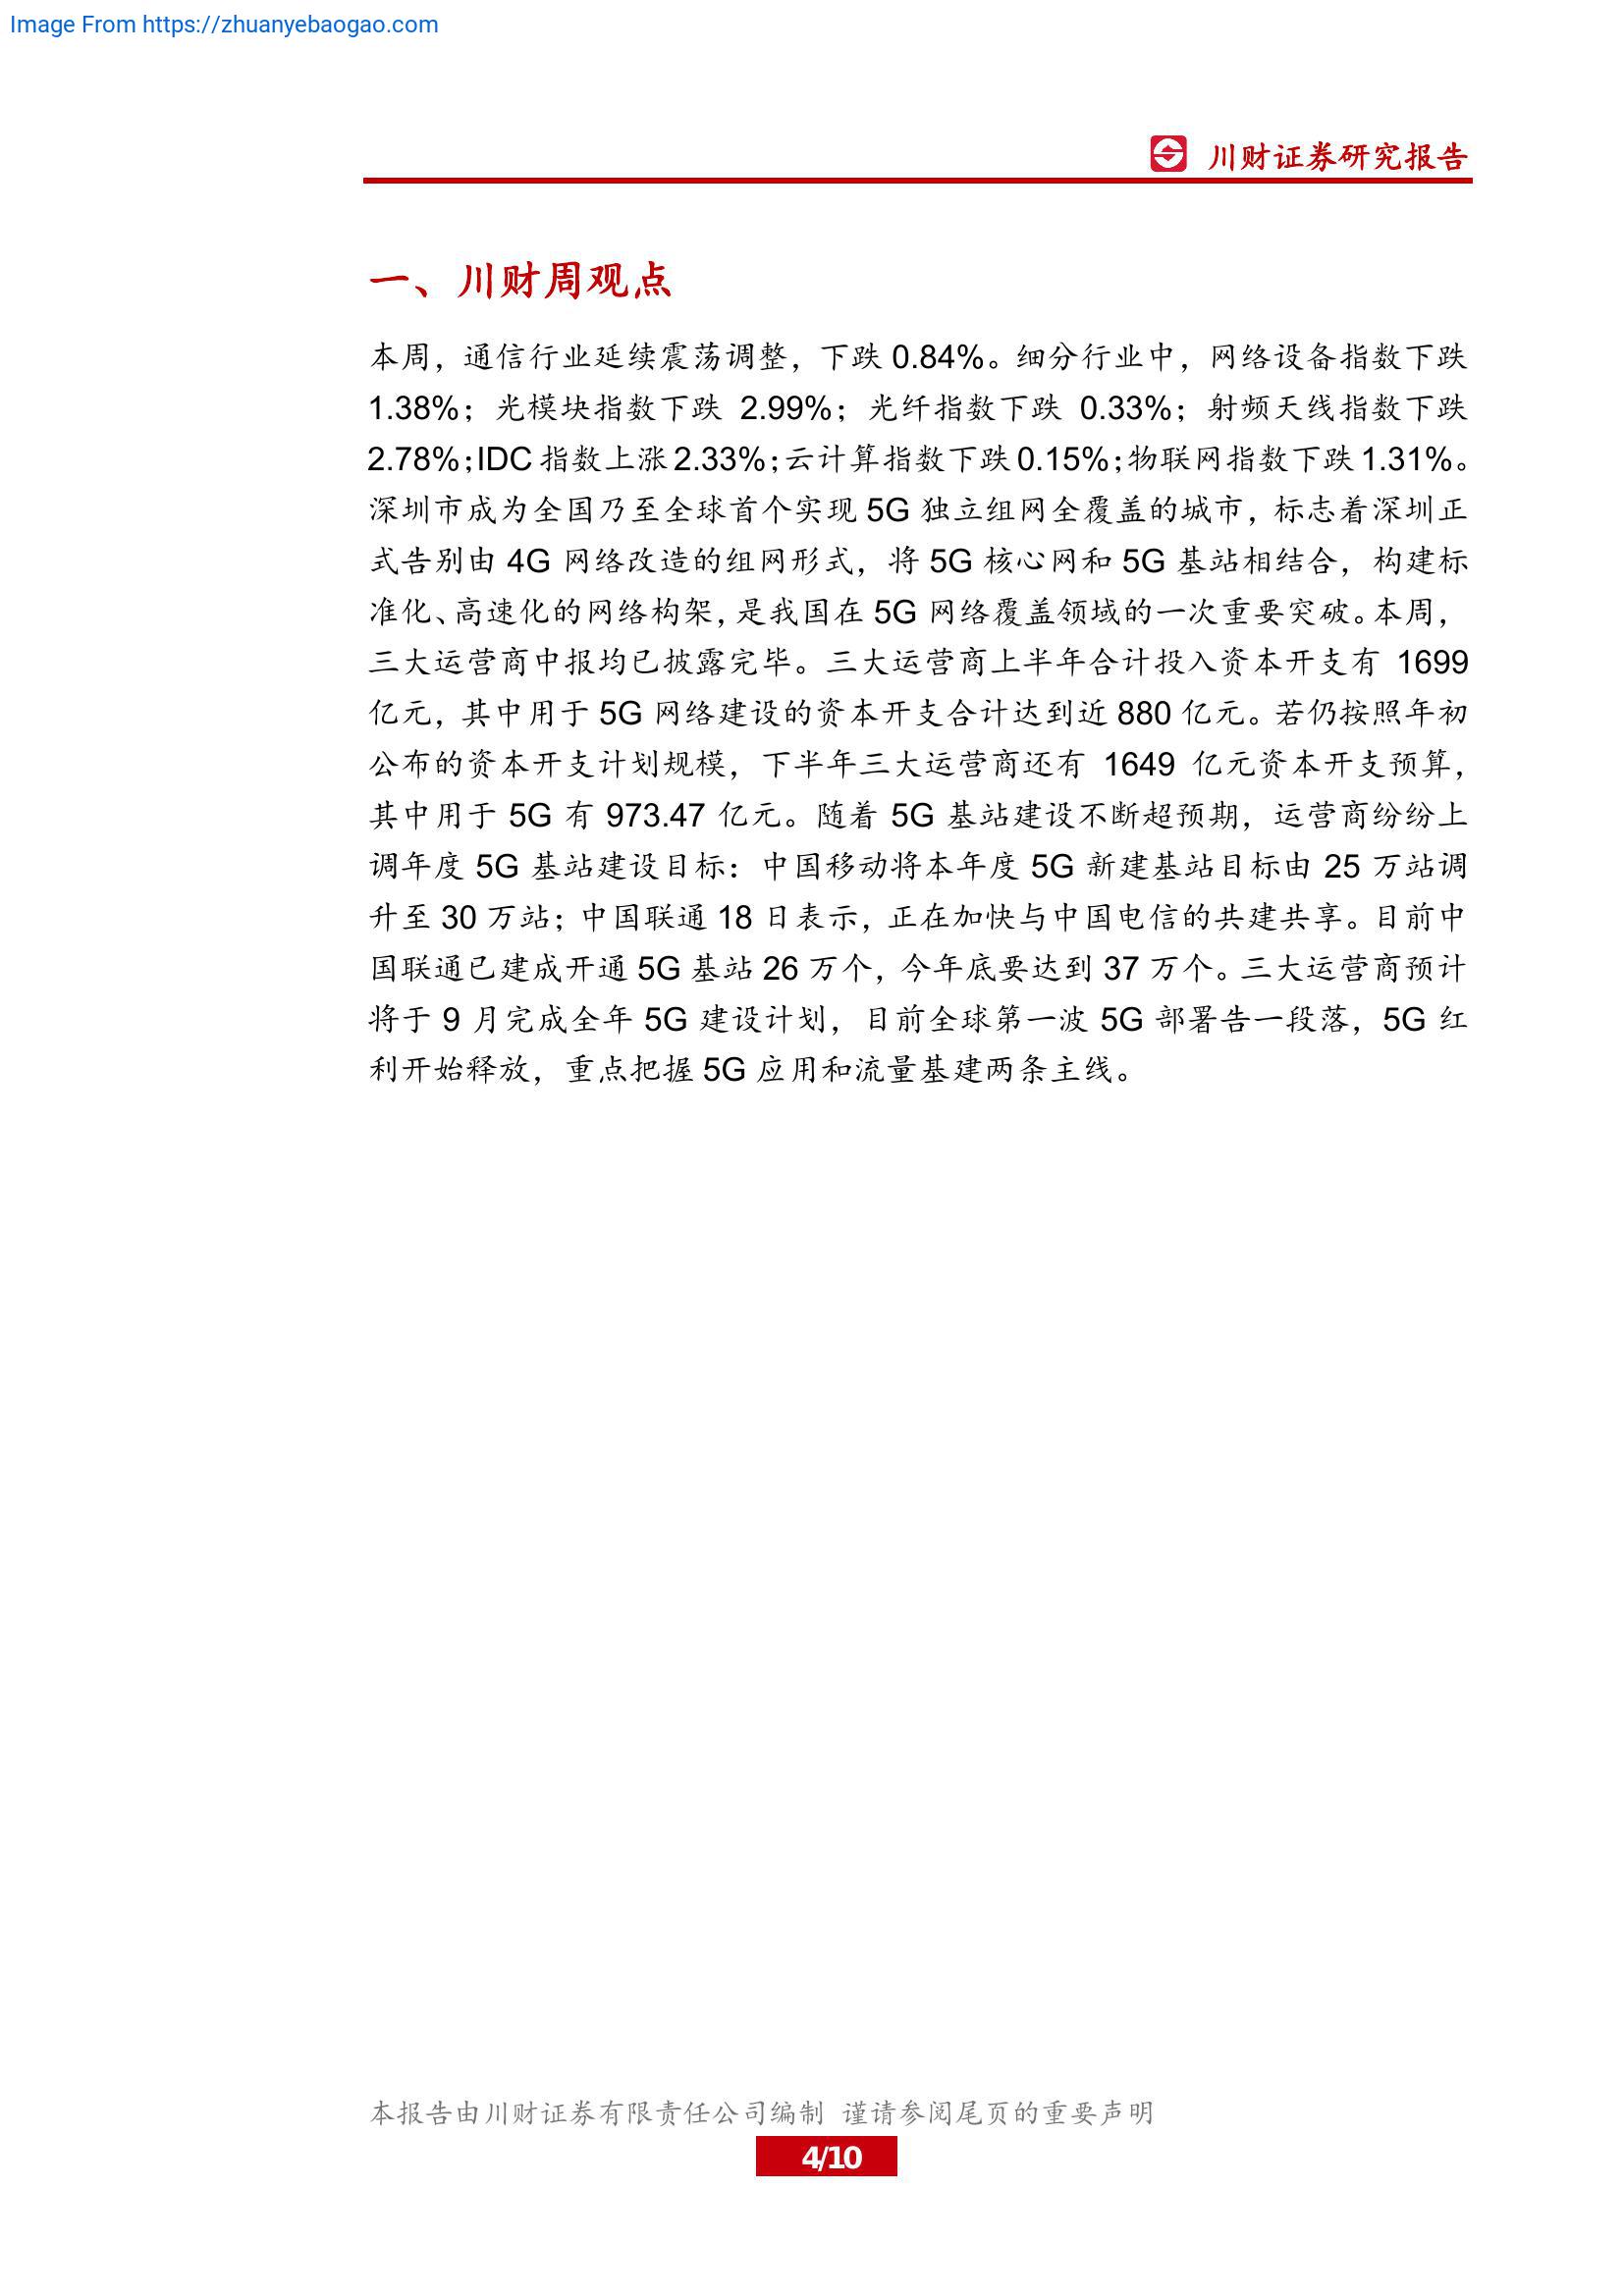 Image From https://zhuanyebaogao.com
川财证券研究报告
一、川财周观点
本周，通信行业延续震荡调整，下跌 0.84%。细分行业中，网络设备指数下跌
1.38%；光模块指数下跌 2.99%；光纤指数下跌 0.33%；射频天线指数下跌
2.78%；IDC 指数上涨 2.33%；云计算指数下跌 0.15%；物联网指数下跌 1.31%。
深圳市成为全国乃至全球首个实现 5G 独立组网全覆盖的城市，标志着深圳正
式告别由 4G 网络改造的组网形式，将 5G 核心网和 5G 基站相结合，构建标
准化、高速化的网络构架，是我国在 5G 网络覆盖领域的一次重要突破。本周，
三大运营商中报均已披露完毕。三大运营商上半年合计投入资本开支有 1699
亿元，其中用于 5G 网络建设的资本开支合计达到近 880 亿元。若仍按照年初
公布的资本开支计划规模，下半年三大运营商还有 1649 亿元资本开支预算，
其中用于 5G 有 973.47 亿元。随着 5G 基站建设不断超预期，运营商纷纷上
调年度 5G 基站建设目标：中国移动将本年度 5G 新建基站目标由 25 万站调
升至 30 万站；中国联通 18 日表示，正在加快与中国电信的共建共享。目前中
国联通已建成开通 5G 基站 26 万个，今年底要达到 37 万个。三大运营商预计
将于 9 月完成全年 5G 建设计划，目前全球第一波 5G 部署告一段落，5G 红
利开始释放，重点把握 5G 应用和流量基建两条主线。
本报告由川财证券有限责任公司编制 谨请参阅尾页的重要声明
4/10